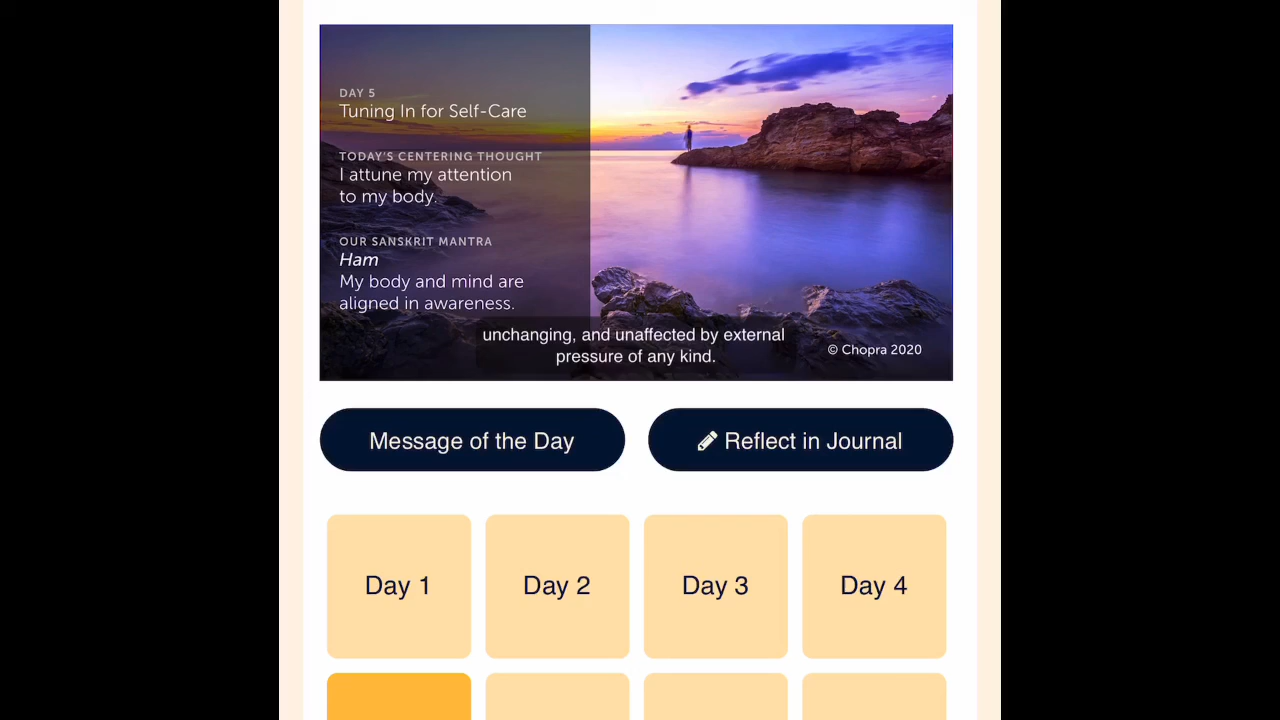 DAY 5
Tuning In for Self-Care
TODAY'S CENTERING THOUGHT
I attune my attention
to my body.
OUR SANSKRIT MANTRA
Ham
My body and mind are
aligned in awareness.
unchanging, and unaffected by external
pressure of any kind.
© Chopra 2020
Message of the Day
Reflect in Journal
Day 1
Day 2
Day 3
Day 4